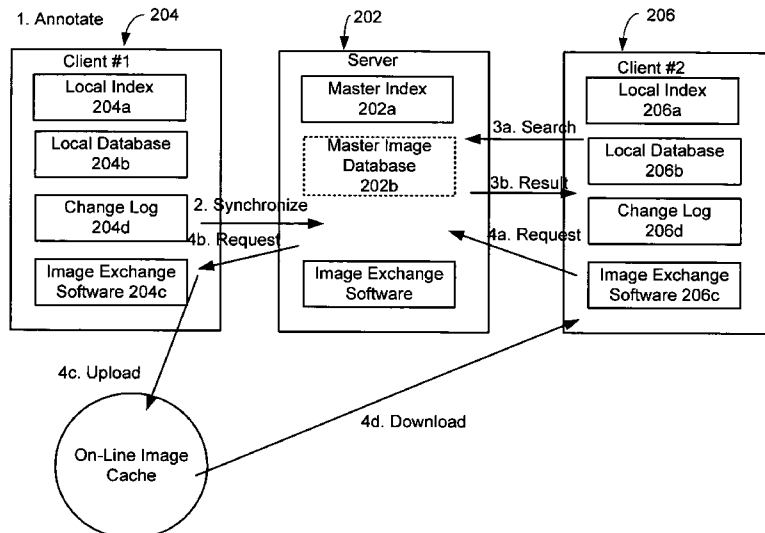 1. Annotate
204
202
206
Client #1
Local Index
204a
Local Database
204b
Change Log
204d
Image Exchange
Software 204c
Server
Master Index
202a
Master Image
Database
202b
Image Exchange
Software
Client #2
Local Index
206a
Local Database
206b
Change Log
206d
Image Exchange
Software 206c
2. Synchronize
3a. Search
3b. Result
4a. Request
4b. Request
4c. Upload
4d. Download
On-Line Image
Cache